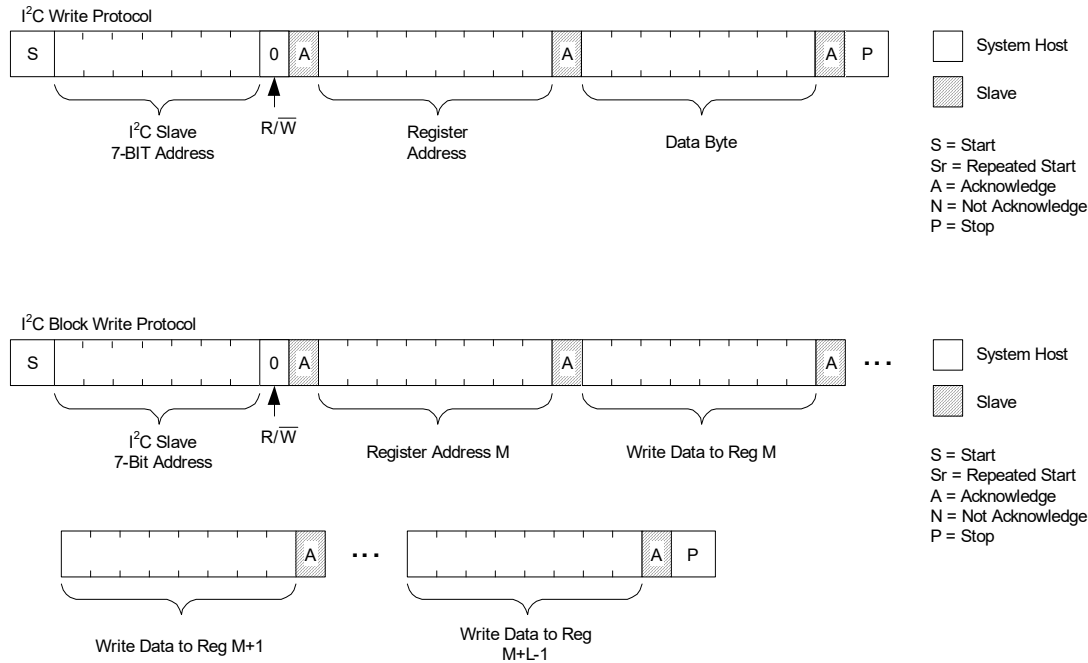 I²C Write Protocol
S 0 A A A P
I²C Slave
7-BIT Address
R/W̅
Register
Address
Data Byte
System Host
Slave
S = Start
Sr = Repeated Start
A = Acknowledge
N = Not Acknowledge
P = Stop
I²C Block Write Protocol
S 0 A A A ...
I²C Slave
7-Bit Address
R/W̅
Register Address M
Write Data to Reg M
System Host
Slave
S = Start
Sr = Repeated Start
A = Acknowledge
N = Not Acknowledge
P = Stop
A ... A P
Write Data to Reg M+1
Write Data to Reg
M+L-1